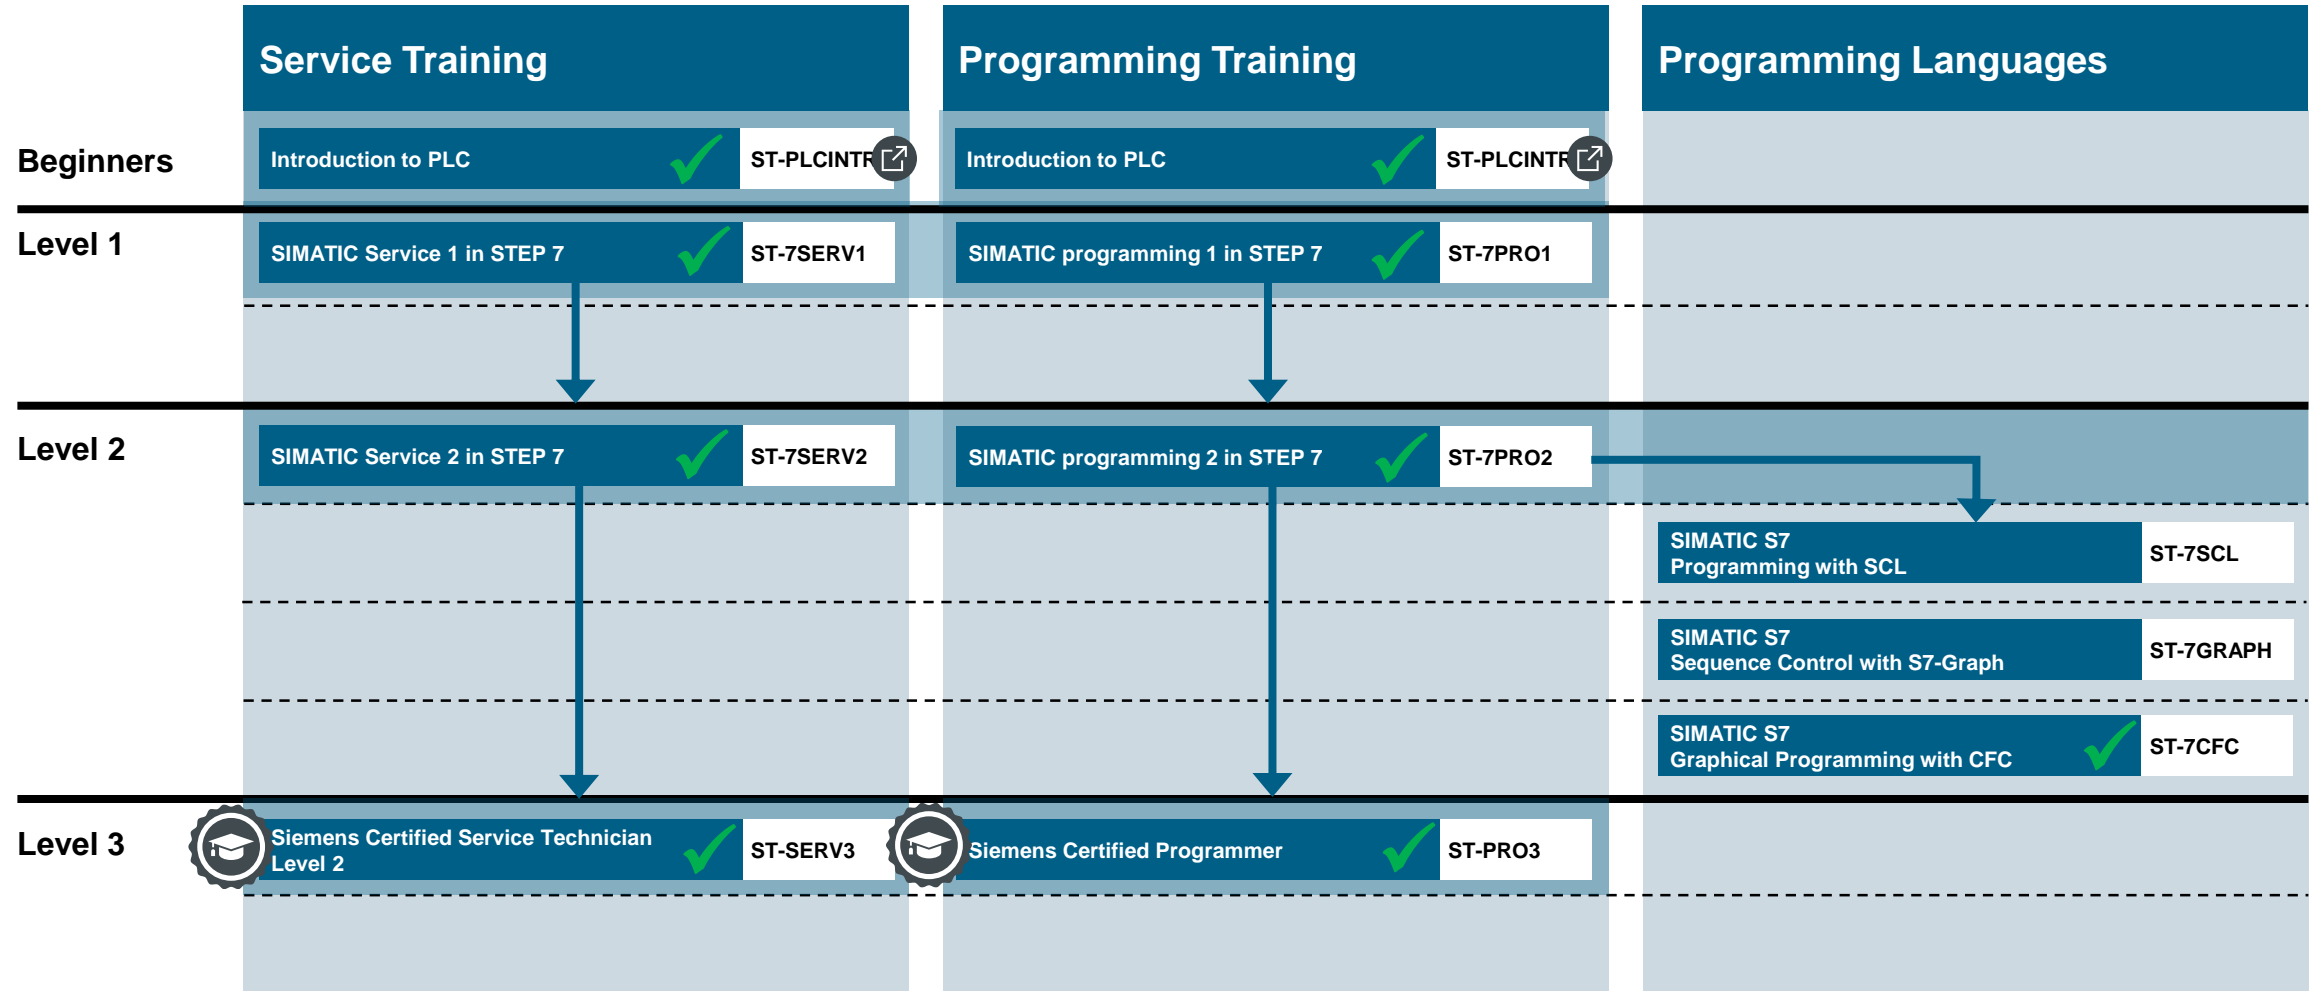 Service Training
Programming Training
Programming Languages
Beginners
Introduction to PLC
ST-PLCINTR
Introduction to PLC
ST-PLCINTR
Level 1
SIMATIC Service 1 in STEP 7
ST-7SERV1
SIMATIC programming 1 in STEP 7
ST-7PRO1
Level 2
SIMATIC Service 2 in STEP 7
ST-7SERV2
SIMATIC programming 2 in STEP 7
ST-7PRO2
SIMATIC S7
Programming with SCL
ST-7SCL
SIMATIC S7
Sequence Control with S7-Graph
ST-7GRAPH
SIMATIC S7
Graphical Programming with CFC
ST-7CFC
Level 3
Siemens Certified Service Technician
Level 2
ST-SERV3
Siemens Certified Programmer
ST-PRO3